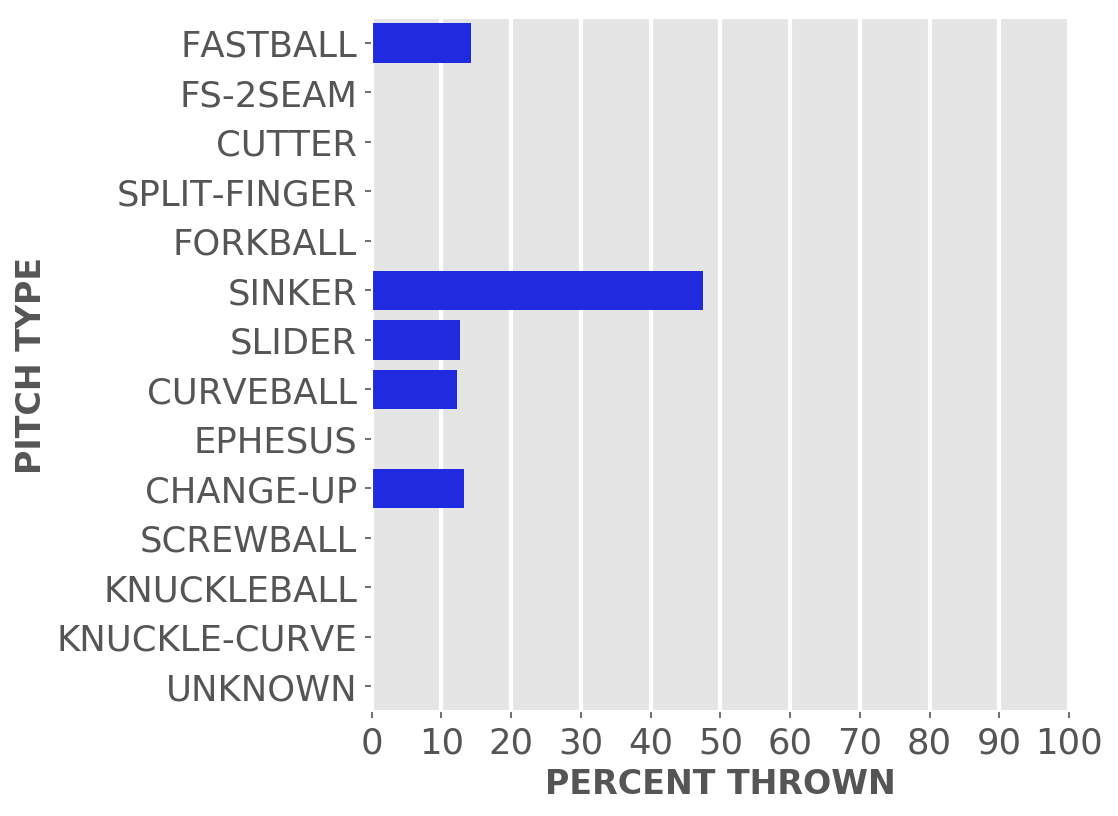 FASTBALL
FS-2SEAM
CUTTER
SPLIT-FINGER
FORKBALL
SINKER
SLIDER
CURVEBALL
EPHESUS
CHANGE-UP
SCREWBALL
KNUCKLEBALL
KNUCKLE-CURVE
UNKNOWN
PITCH TYPE
0 10 20 30 40 50 60 70 80 90 100
PERCENT THROWN